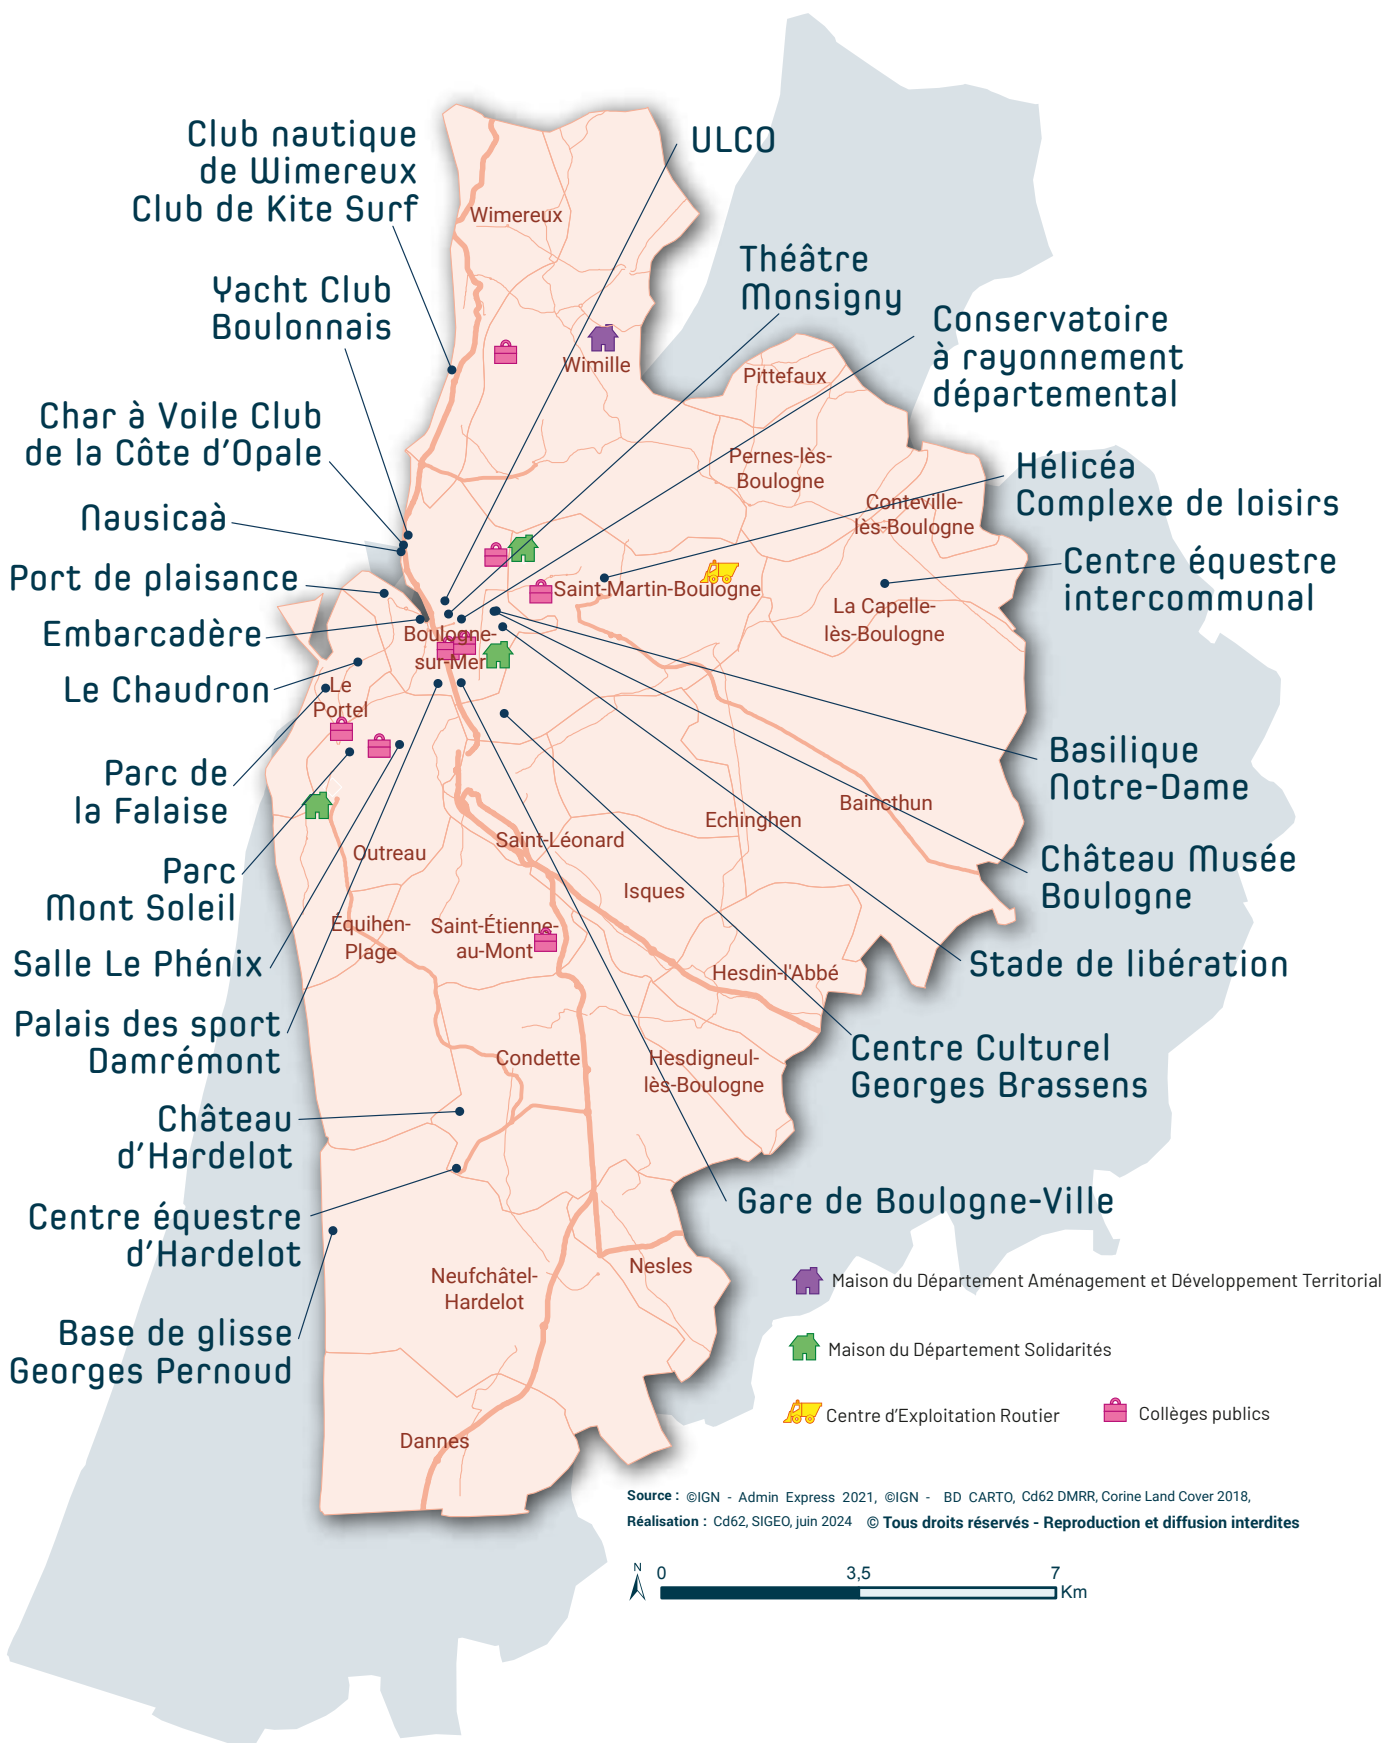 Club nautique
de Wimereux
Club de Kite Surf
ULCO
Wimereux
Théâtre
Monsigny
Yacht Club
Boulonnais
Conservatoire
à rayonnement
départemental
Wimille
Pittefaux
Char à Voile Club
de la Côte d'Opale
Pernes-lès-
Boulogne
Hélicéa
Complexe de loisirs
Conteville-
lès-Boulogne
Nausicaà
Port de plaisance
Centre équestre
intercommunal
Saint-Martin-Boulogne
La Capelle-
lès-Boulogne
Embarcadère
Boulogne-
sur-Mer
Le Chaudron
Le
Portel
Basilique
Notre-Dame
Parc de
la Falaise
Baincthun
Echinghen
Saint-Léonard
Outreau
Château Musée
Boulogne
Parc
Mont Soleil
Isques
Équihen-
Plage
Saint-Étienne-
au-Mont
Salle Le Phénix
Stade de libération
Hesdin-l'Abbé
Palais des sport
Damrémont
Condette
Hesdigneul-
lès-Boulogne
Centre Culturel
Georges Brassens
Château
d'Hardelot
Gare de Boulogne-Ville
Centre équestre
d'Hardelot
Neufchâtel-
Hardelot
Nesles
Maison du Département Aménagement et Développement Territorial
Base de glisse
Georges Pernoud
Maison du Département Solidarités
Centre d'Exploitation Routier
Collèges publics
Dannes
Source : ©IGN - Admin Express 2021, ©IGN - BD CARTO, Cd62 DMRR, Corine Land Cover 2018,
Réalisation : Cd62, SIGEO, juin 2024 © Tous droits réservés - Reproduction et diffusion interdites
N
0 3,5 7
Km